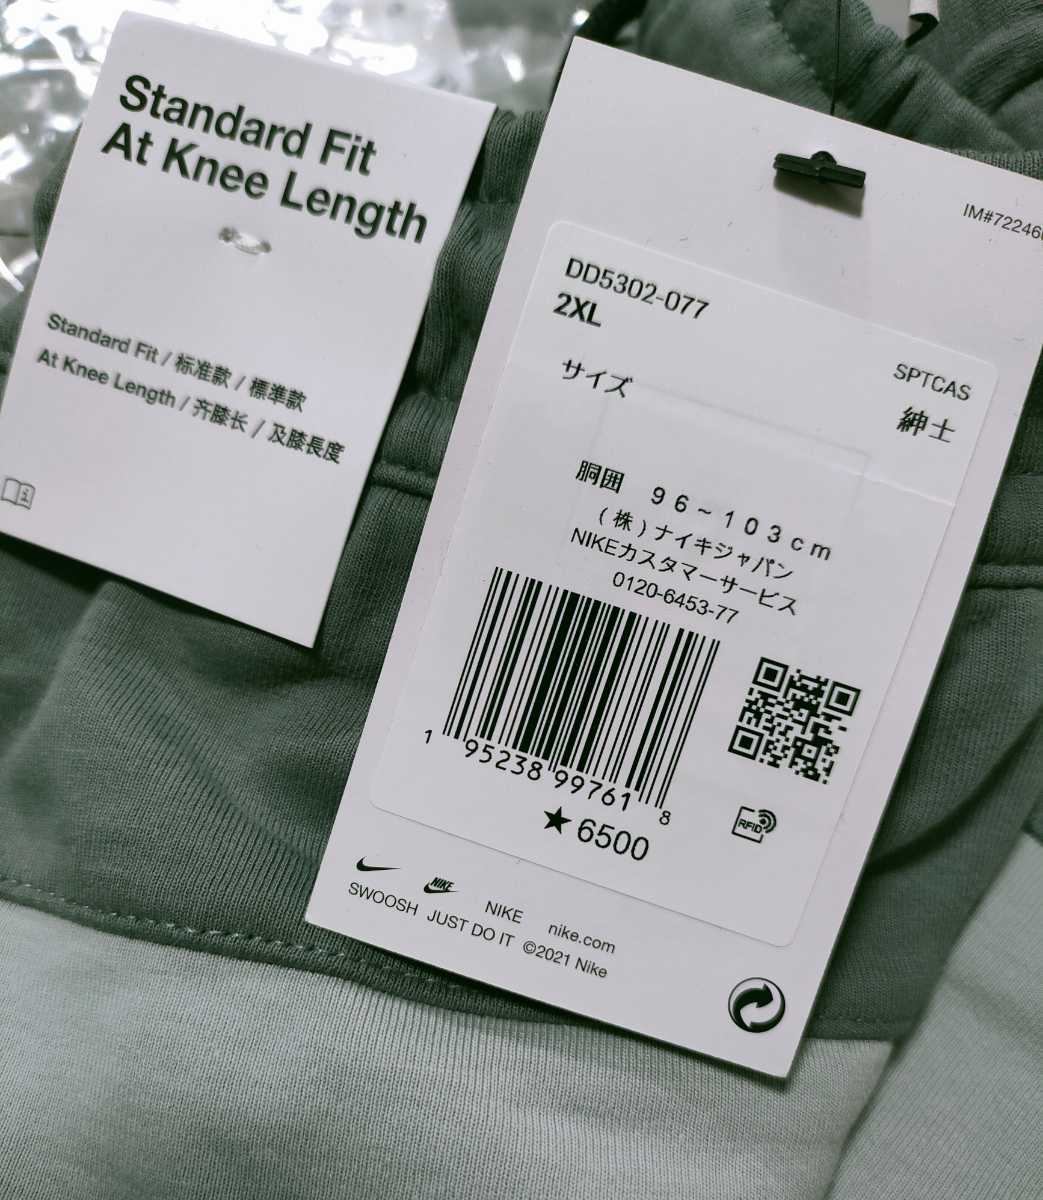 Standard Fit
At Knee Length
Standard Fit / 标准款 / 標準款
At Knee Length / 齐膝长 / 及膝長度
IM#72246
DD5302-077
2XL
SPTCAS
サイズ
紳士
胴囲 96~103cm
(株)ナイキジャパン
NIKEカスタマーサービス
0120-6453-77
1 95238 99761 8
RFID
★6500
NIKE
NIKE
nike.com
SWOOSH JUST DO IT ©2021 Nike